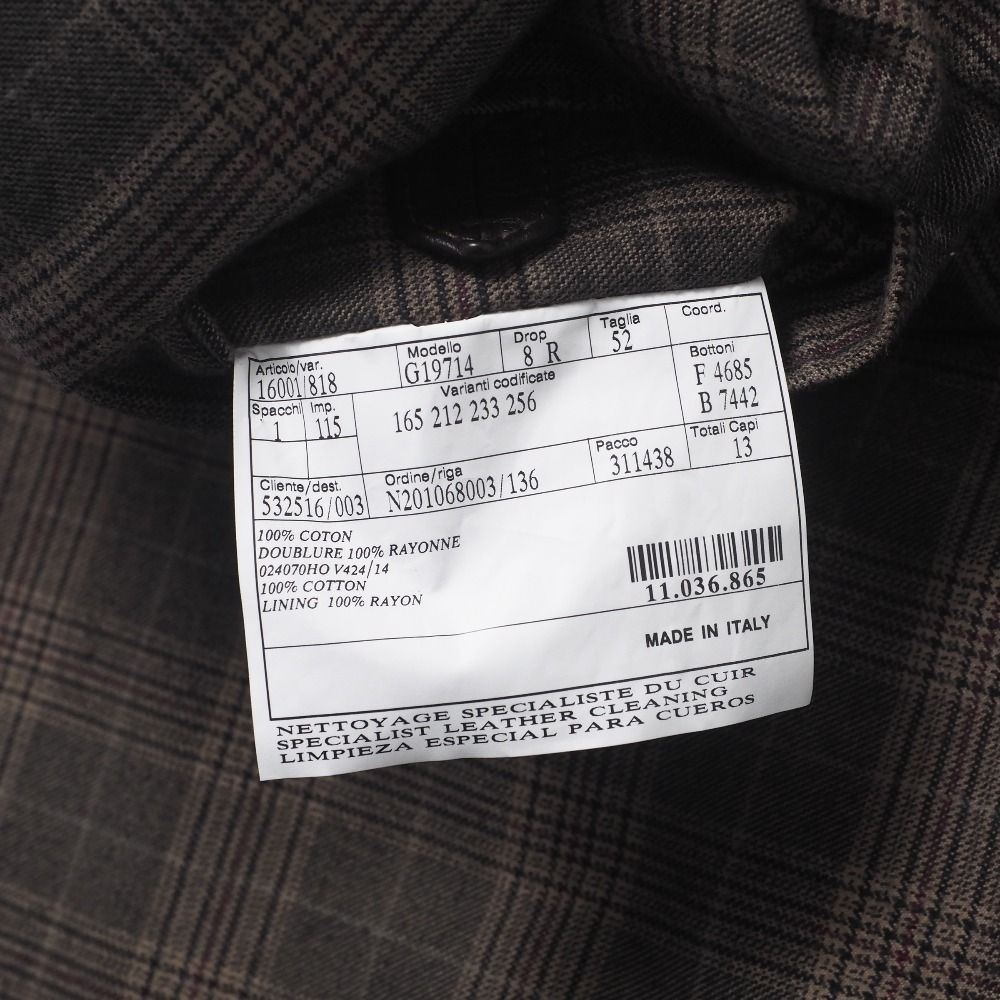 Articolo/var. Modello Drop Taglia Coord.
16001/818 G19714 8 R 52
Spacchi Imp. Varianti codificate Bottoni
1 115 165 212 233 256 F 4685
B 7442
Cliente/dest. Ordine/riga Pacco Totali Capi
532516/003 N201068003/136 311438 13
100% COTON
DOUBLURE 100% RAYONNE
024070HO V424/14
100% COTTON
LINING 100% RAYON
11.036.865
MADE IN ITALY
NETTOYAGE SPECIALISTE DU CUIR
SPECIALIST LEATHER CLEANING
LIMPIEZA ESPECIAL PARA CUEROS